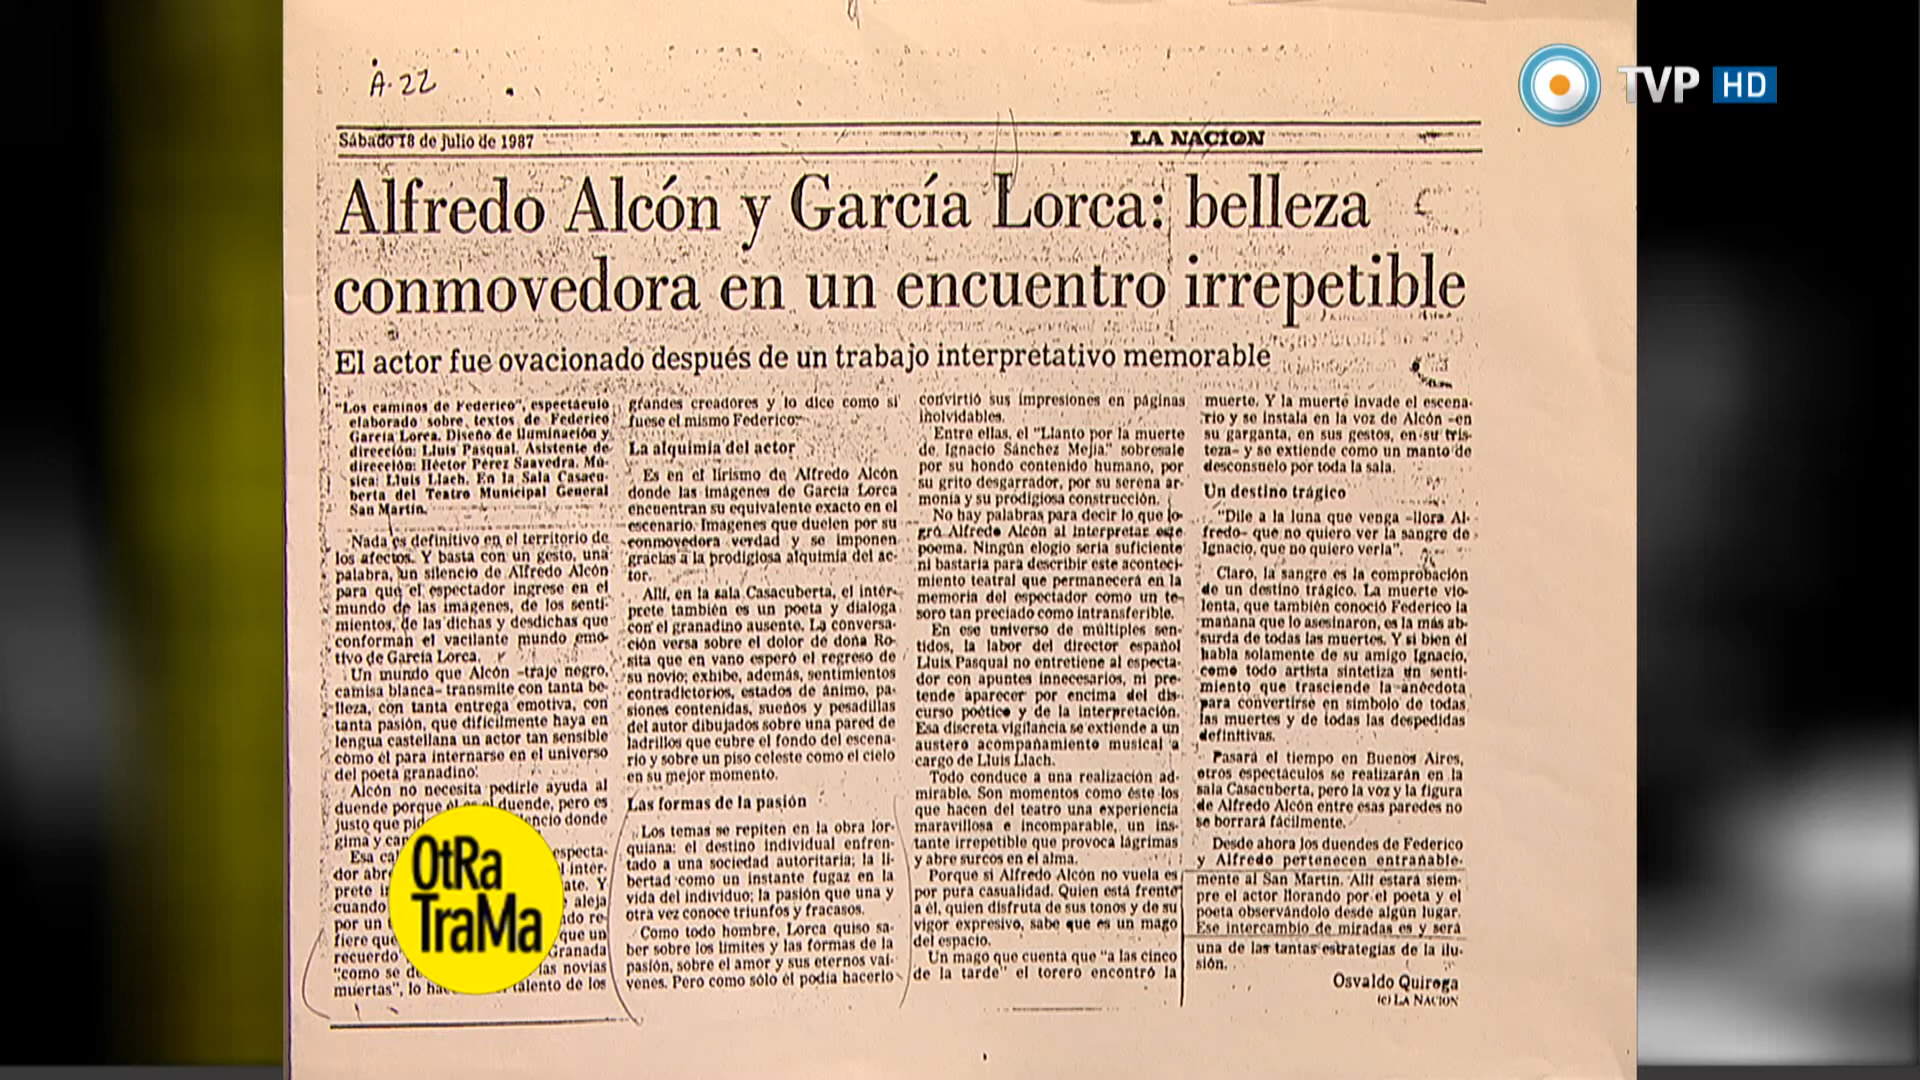 A-22
TVP HD
Sábado 18 de julio de 1987
LA NACION
Alfredo Alcón y García Lorca: belleza
conmovedora en un encuentro irrepetible
El actor fue ovacionado después de un trabajo interpretativo memorable
"Los caminos de Federico", espectáculo
elaborado sobre textos de Federico
García Lorca. Diseño de iluminación y
dirección: Lluis Pasqual. Asistente de
dirección: Héctor Pérez Saavedra. Mú-
sica: Lluis Llach. En la Sala Casacu-
berta del Teatro Municipal General
San Martín.
Nada es definitivo en el territorio de
los afectos. Y basta con un gesto, una
palabra, un silencio de Alfredo Alcón
para que el espectador ingrese en el
mundo de las imágenes, de los senti-
mientos, de las dichas y desdichas que
conforman el vacilante mundo emo-
tivo de García Lorca.
Un mundo que Alcón –traje negro,
camisa blanca– transmite con tanta be-
lleza, con tanta entrega emotiva, con
tanta pasión, que difícilmente haya en
lengua castellana un actor tan sensible
como él para internarse en el universo
del poeta granadino.
Alcón no necesita pedirle ayuda al
duende porque él es el duende, pero es
justo que
donde
gima y
Esa
especta-
dor
prete
cuando
aleja
por un
fiere que
que un
recuerdo
Granada
"como se
las novias
muertas", lo
talento de los
OtRa
TraMa
grandes creadores y lo dice como si
fuese el mismo Federico.
La alquimia del actor
Es en el lirismo de Alfredo Alcón
donde las imágenes de García Lorca
encuentran su equivalente exacto en el
escenario. Imágenes que duelen por su
conmovedora verdad y se imponen
gracias a la prodigiosa alquimia del ac-
tor.
Allí, en la sala Casacuberta, el intér-
prete también es un poeta y dialoga
con el granadino ausente. La conversa-
ción versa sobre el dolor de doña Ro-
sita que en vano esperó el regreso de
su novio; exhibe, además, sentimientos
contradictorios, estados de ánimo, pa-
siones contenidas, sueños y pesadillas
del autor dibujados sobre una pared de
ladrillos que cubre el fondo del escena-
rio y sobre un piso celeste como el cielo
en su mejor momento.
Las formas de la pasión
Los temas se repiten en la obra lor-
quiana: el destino individual enfren-
tado a una sociedad autoritaria; la li-
bertad como un instante fugaz en la
vida del individuo; la pasión que una y
otra vez conoce triunfos y fracasos.
Como todo hombre, Lorca quiso sa-
ber sobre los límites y las formas de la
pasión, sobre el amor y sus eternos vai-
venes. Pero como sólo él podía hacerlo
convirtió sus impresiones en páginas
inolvidables.
Entre ellas, el "Llanto por la muerte
de Ignacio Sánchez Mejía" sobresale
por su hondo contenido humano, por
su grito desgarrador, por su serena ar-
monía y su prodigiosa construcción.
No hay palabras para decir lo que lo-
gró Alfredo Alcón al interpretar este
poema. Ningún elogio sería suficiente
ni bastaría para describir este aconteci-
miento teatral que permanecerá en la
memoria del espectador como un te-
soro tan preciado como intransferible.
En ese universo de múltiples sen-
tidos, la labor del director español
Lluis Pasqual no entretiene al especta-
dor con apuntes innecesarios, ni pre-
tende aparecer por encima del dis-
curso poético y de la interpretación.
Esa discreta vigilancia se extiende a un
austero acompañamiento musical a
cargo de Lluis Llach.
Todo conduce a una realización ad-
mirable. Son momentos como éste los
que hacen del teatro una experiencia
maravillosa e incomparable, un ins-
tante irrepetible que provoca lágrimas
y abre surcos en el alma.
Porque si Alfredo Alcón no vuela es
por pura casualidad. Quien está frente
a él, quien disfruta de sus tonos y de su
vigor expresivo, sabe que es un mago
del espacio.
Un mago que cuenta que "a las cinco
de la tarde" el torero encontró la
muerte. Y la muerte invade el escena-
rio y se instala en la voz de Alcón –en
su garganta, en sus gestos, en su tris-
teza– y se extiende como un manto de
desconsuelo por toda la sala.
Un destino trágico
"Dile a la luna que venga –llora Al-
fredo– que no quiero ver la sangre de
Ignacio, que no quiero verla".
Claro, la sangre es la comprobación
de un destino trágico. La muerte vio-
lenta, que también conoció Federico la
mañana que lo asesinaron, es la más ab-
surda de todas las muertes. Y si bien él
habla solamente de su amigo Ignacio,
como todo artista sintetiza un senti-
miento que trasciende la anécdota
para convertirse en símbolo de todas
las muertes y de todas las despedidas
definitivas.
Pasará el tiempo en Buenos Aires,
otros espectáculos se realizarán en la
sala Casacuberta, pero la voz y la figura
de Alfredo Alcón entre esas paredes no
se borrará fácilmente.
Desde ahora los duendes de Federico
y Alfredo pertenecen entrañable-
mente al San Martín. Allí estará siem-
pre el actor llorando por el poeta y el
poeta observándolo desde algún lugar.
Ese intercambio de miradas es y será
una de las tantas estrategias de la ilu-
sión.
Osvaldo Quiroga
(c) LA NACION